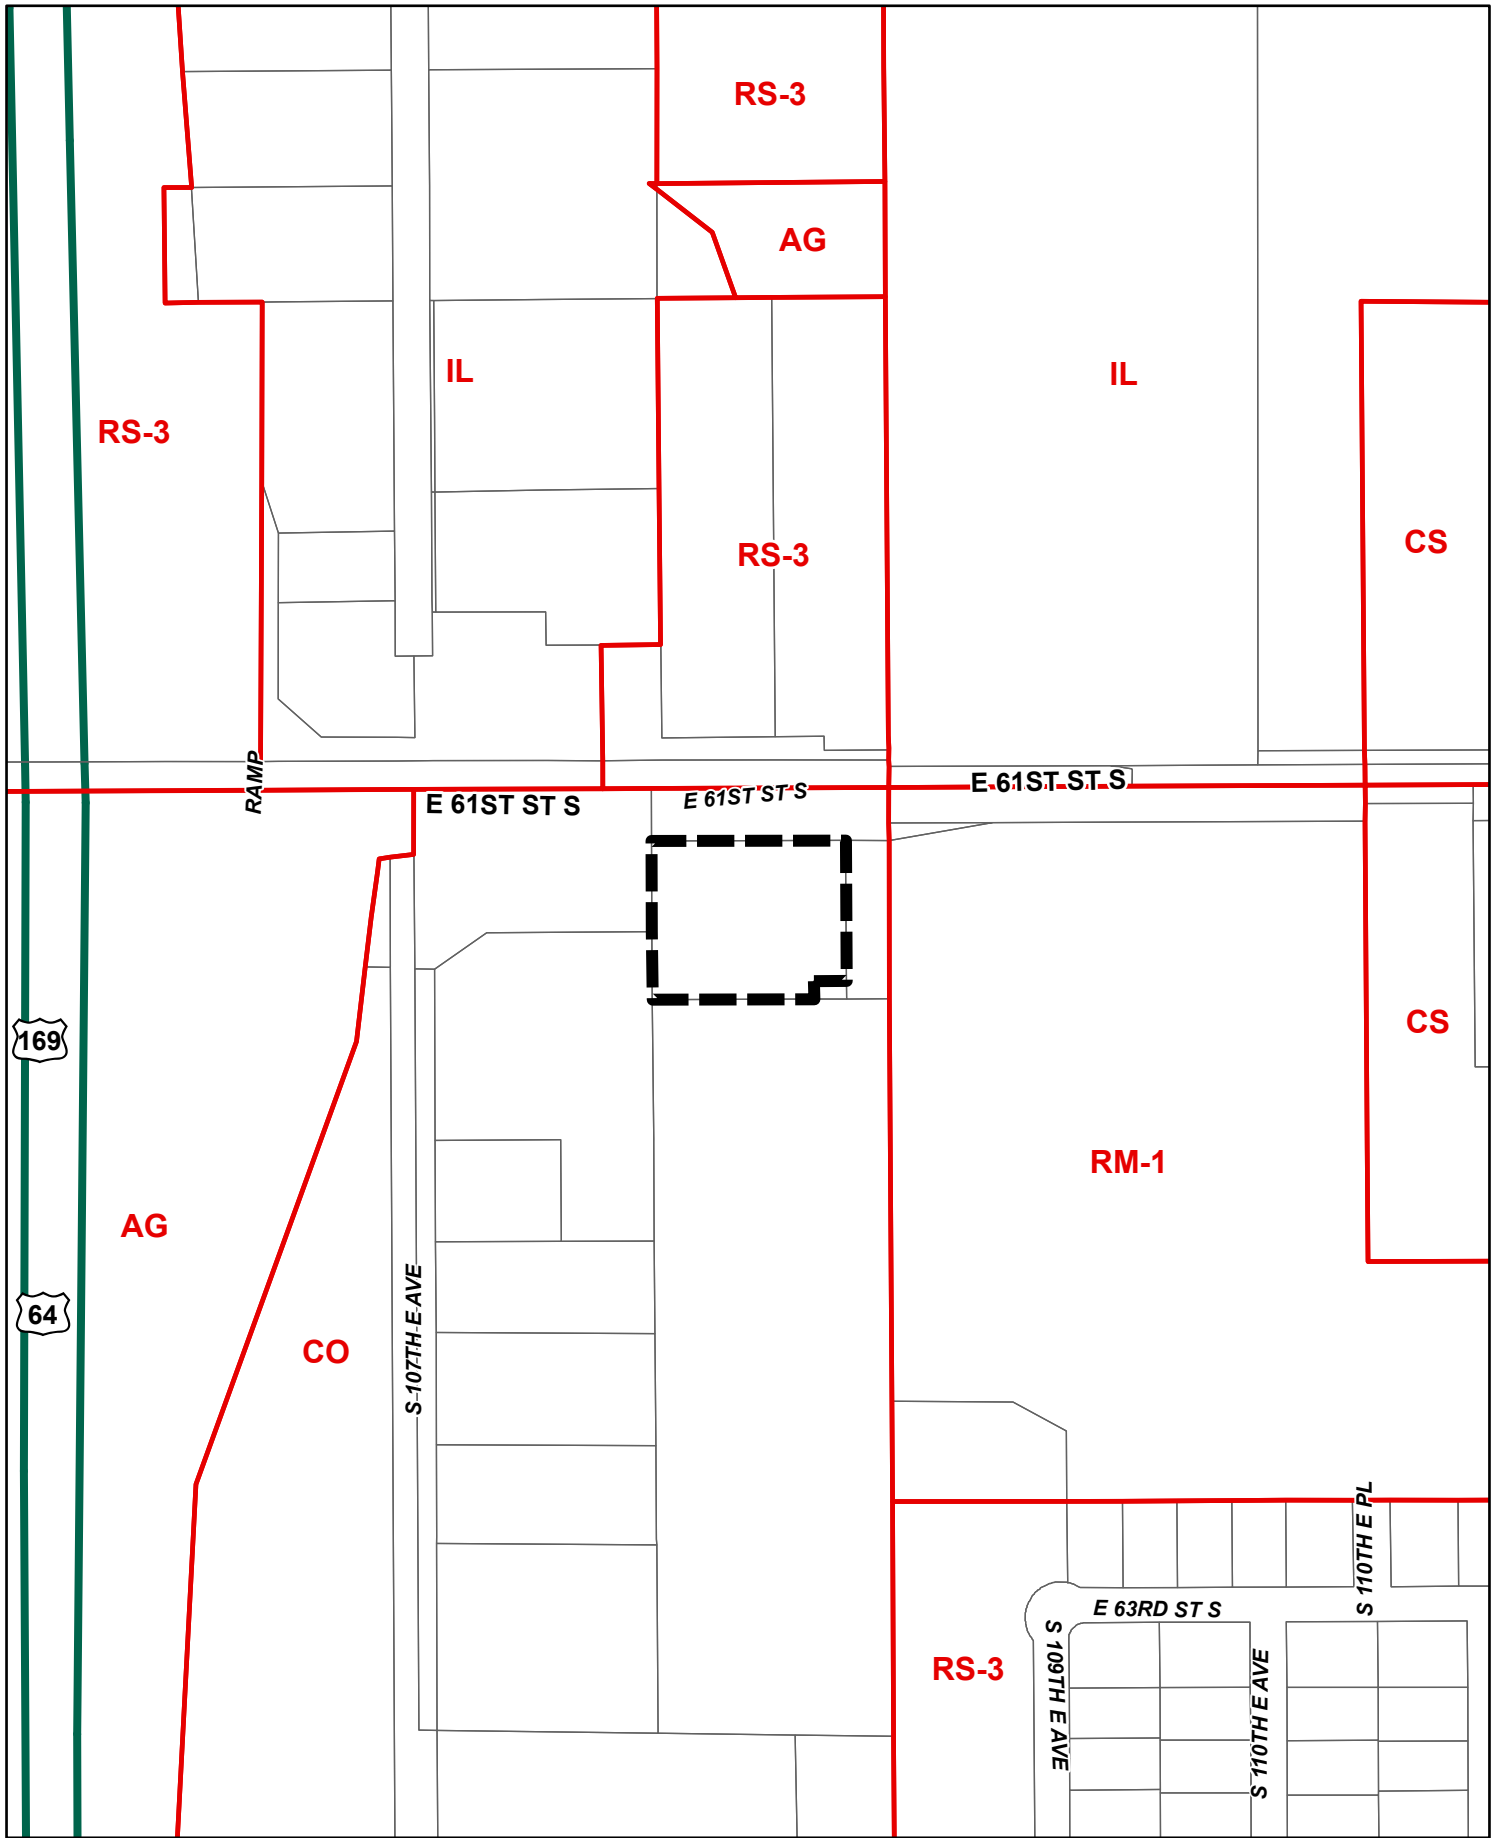 RS-3
AG
IL
IL
RS-3
CS
RS-3
RAMP
E 61ST ST S
E 61ST ST S
E 61ST ST S
169
CS
RM-1
AG
64
S 107TH E AVE
CO
S 110TH E PL
E 63RD ST S
S 109TH E AVE
RS-3
S 110TH E AVE